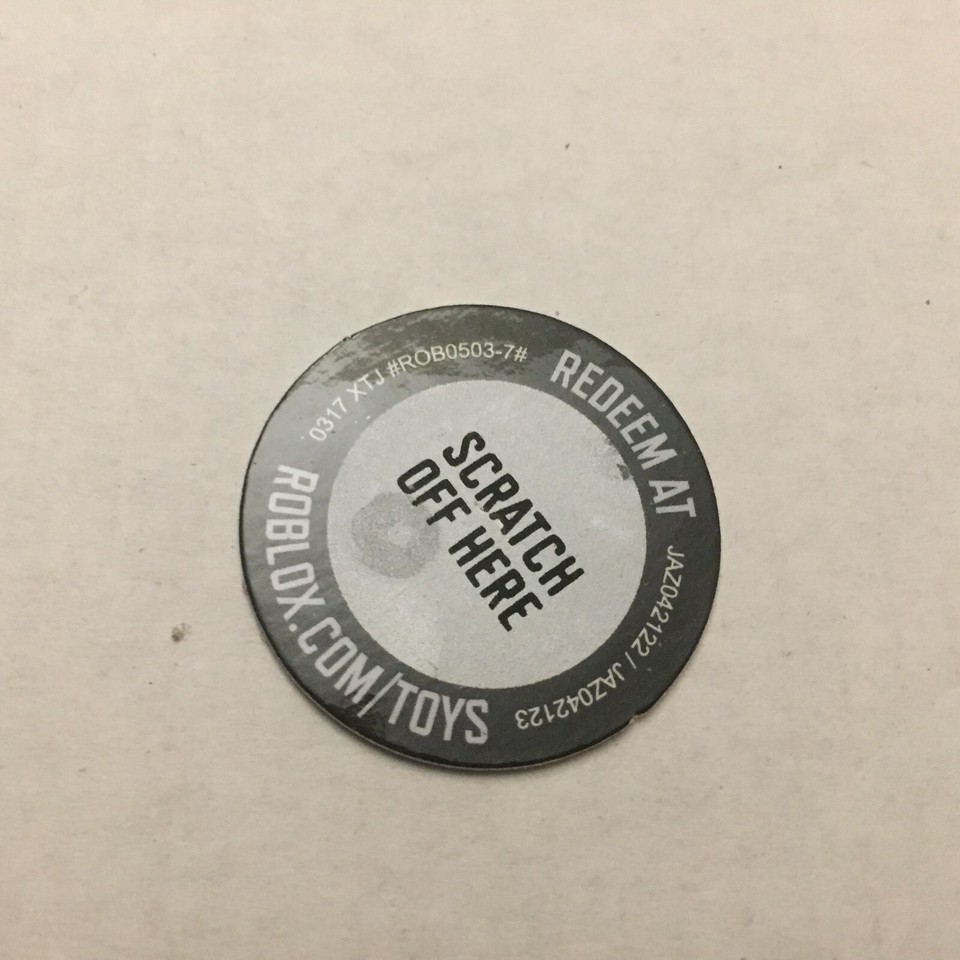 REDEEM AT
ROBLOX.COM/TOYS
0317 XTJ #ROB0503-7#
JAZ042122 / JAZ042123
SCRATCH
OFF HERE